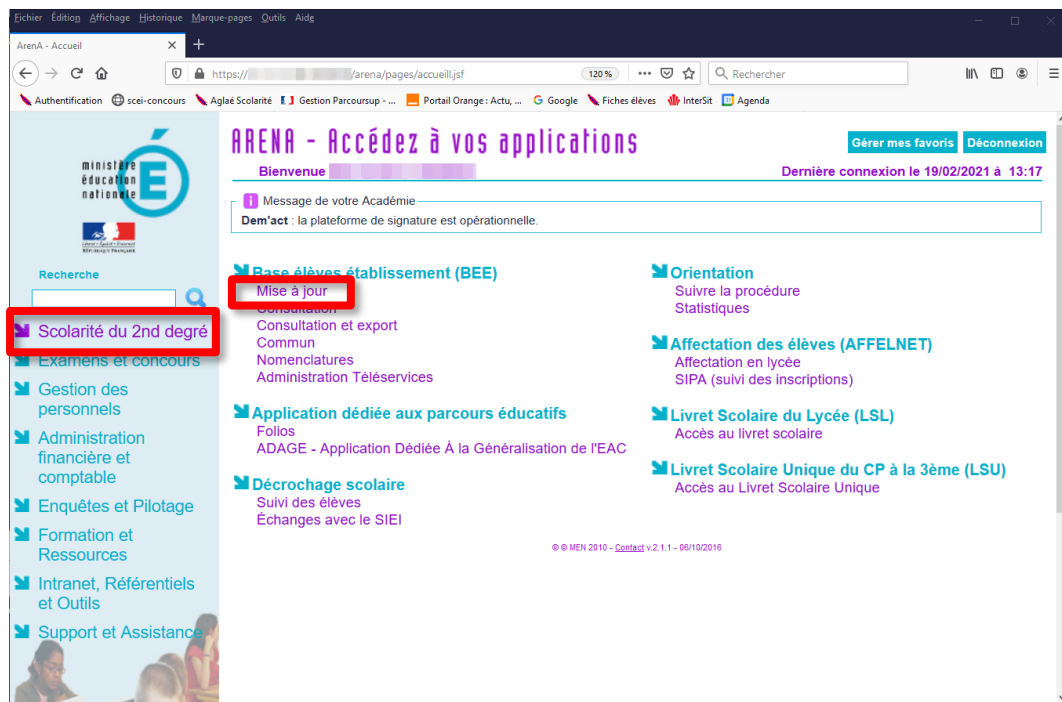 Fichier Édition Affichage Historique Marque-pages Outils Aide
ArenA - Accueil
https:// /arena/pages/accueill.jsf 120 % Rechercher
Authentification scei-concours Aglaé Scolarité Gestion Parcoursup - ... Portail Orange : Actu, ... Google Fiches élèves InterSit Agenda
ministère
éducation
nationale
Liberté • Égalité • Fraternité
RÉPUBLIQUE FRANÇAISE
ARENA - Accédez à vos applications
Gérer mes favoris Déconnexion
Bienvenue
Dernière connexion le 19/02/2021 à 13:17
Message de votre Académie
Dem'act : la plateforme de signature est opérationnelle.
Recherche
Scolarité du 2nd degré
Examens et concours
Gestion des
personnels
Administration
financière et
comptable
Enquêtes et Pilotage
Formation et
Ressources
Intranet, Référentiels
et Outils
Support et Assistance
Base élèves établissement (BEE)
Mise à jour
Consultation
Consultation et export
Commun
Nomenclatures
Administration Téléservices
Application dédiée aux parcours éducatifs
Folios
ADAGE - Application Dédiée À la Généralisation de l'EAC
Décrochage scolaire
Suivi des élèves
Échanges avec le SIEI
Orientation
Suivre la procédure
Statistiques
Affectation des élèves (AFFELNET)
Affectation en lycée
SIPA (suivi des inscriptions)
Livret Scolaire du Lycée (LSL)
Accès au livret scolaire
Livret Scolaire Unique du CP à la 3ème (LSU)
Accès au Livret Scolaire Unique
© © MEN 2010 - Contact v.2.1.1 - 06/10/2016